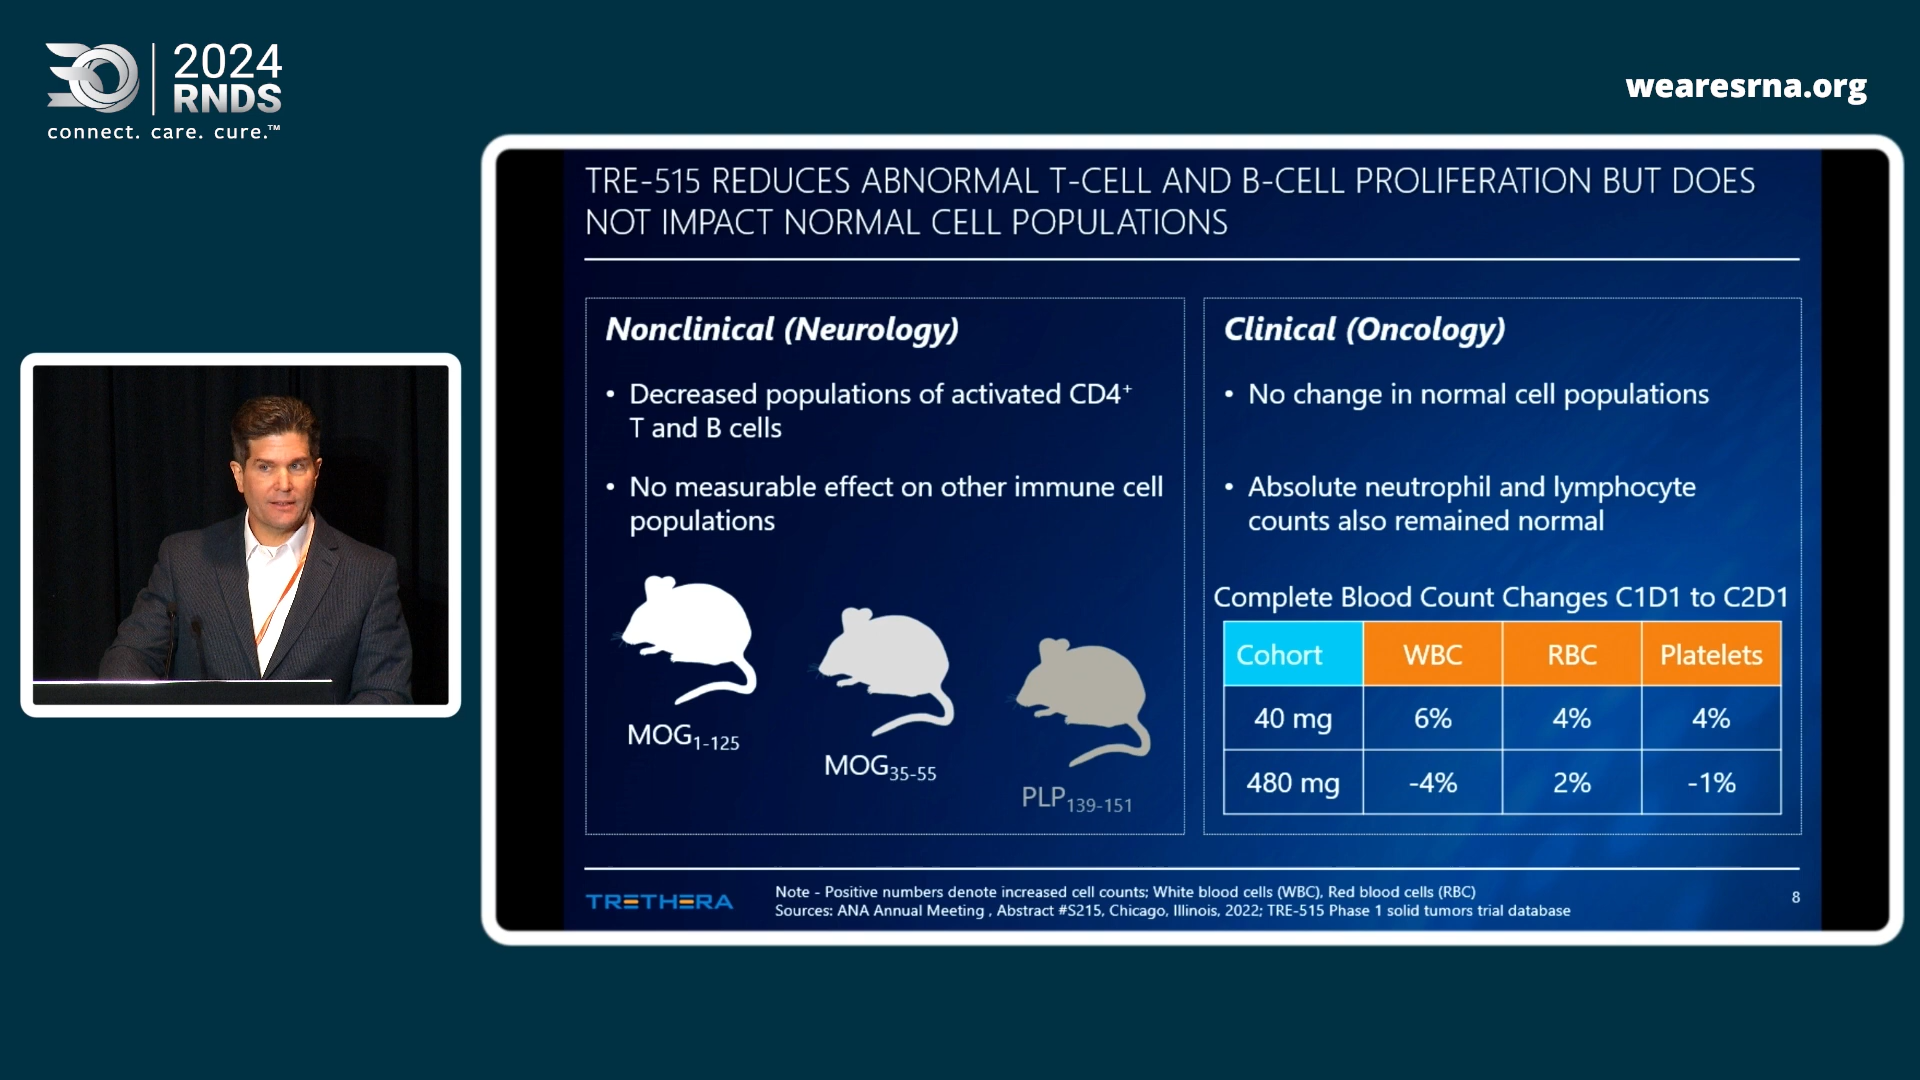 2024
RNDS
connect. care. cure.™
wearesrna.org
TRE-515 REDUCES ABNORMAL T-CELL AND B-CELL PROLIFERATION BUT DOES
NOT IMPACT NORMAL CELL POPULATIONS
Nonclinical (Neurology)
• Decreased populations of activated CD4⁺
T and B cells
• No measurable effect on other immune cell
populations
MOG₁₋₁₂₅
MOG₃₅₋₅₅
PLP₁₃₉₋₁₅₁
Clinical (Oncology)
• No change in normal cell populations
• Absolute neutrophil and lymphocyte
counts also remained normal
Complete Blood Count Changes C1D1 to C2D1
Cohort WBC RBC Platelets
40 mg 6% 4% 4%
480 mg -4% 2% -1%
TRETHERA
Note - Positive numbers denote increased cell counts; White blood cells (WBC), Red blood cells (RBC)
Sources: ANA Annual Meeting , Abstract #S215, Chicago, Illinois, 2022; TRE-515 Phase 1 solid tumors trial database
8